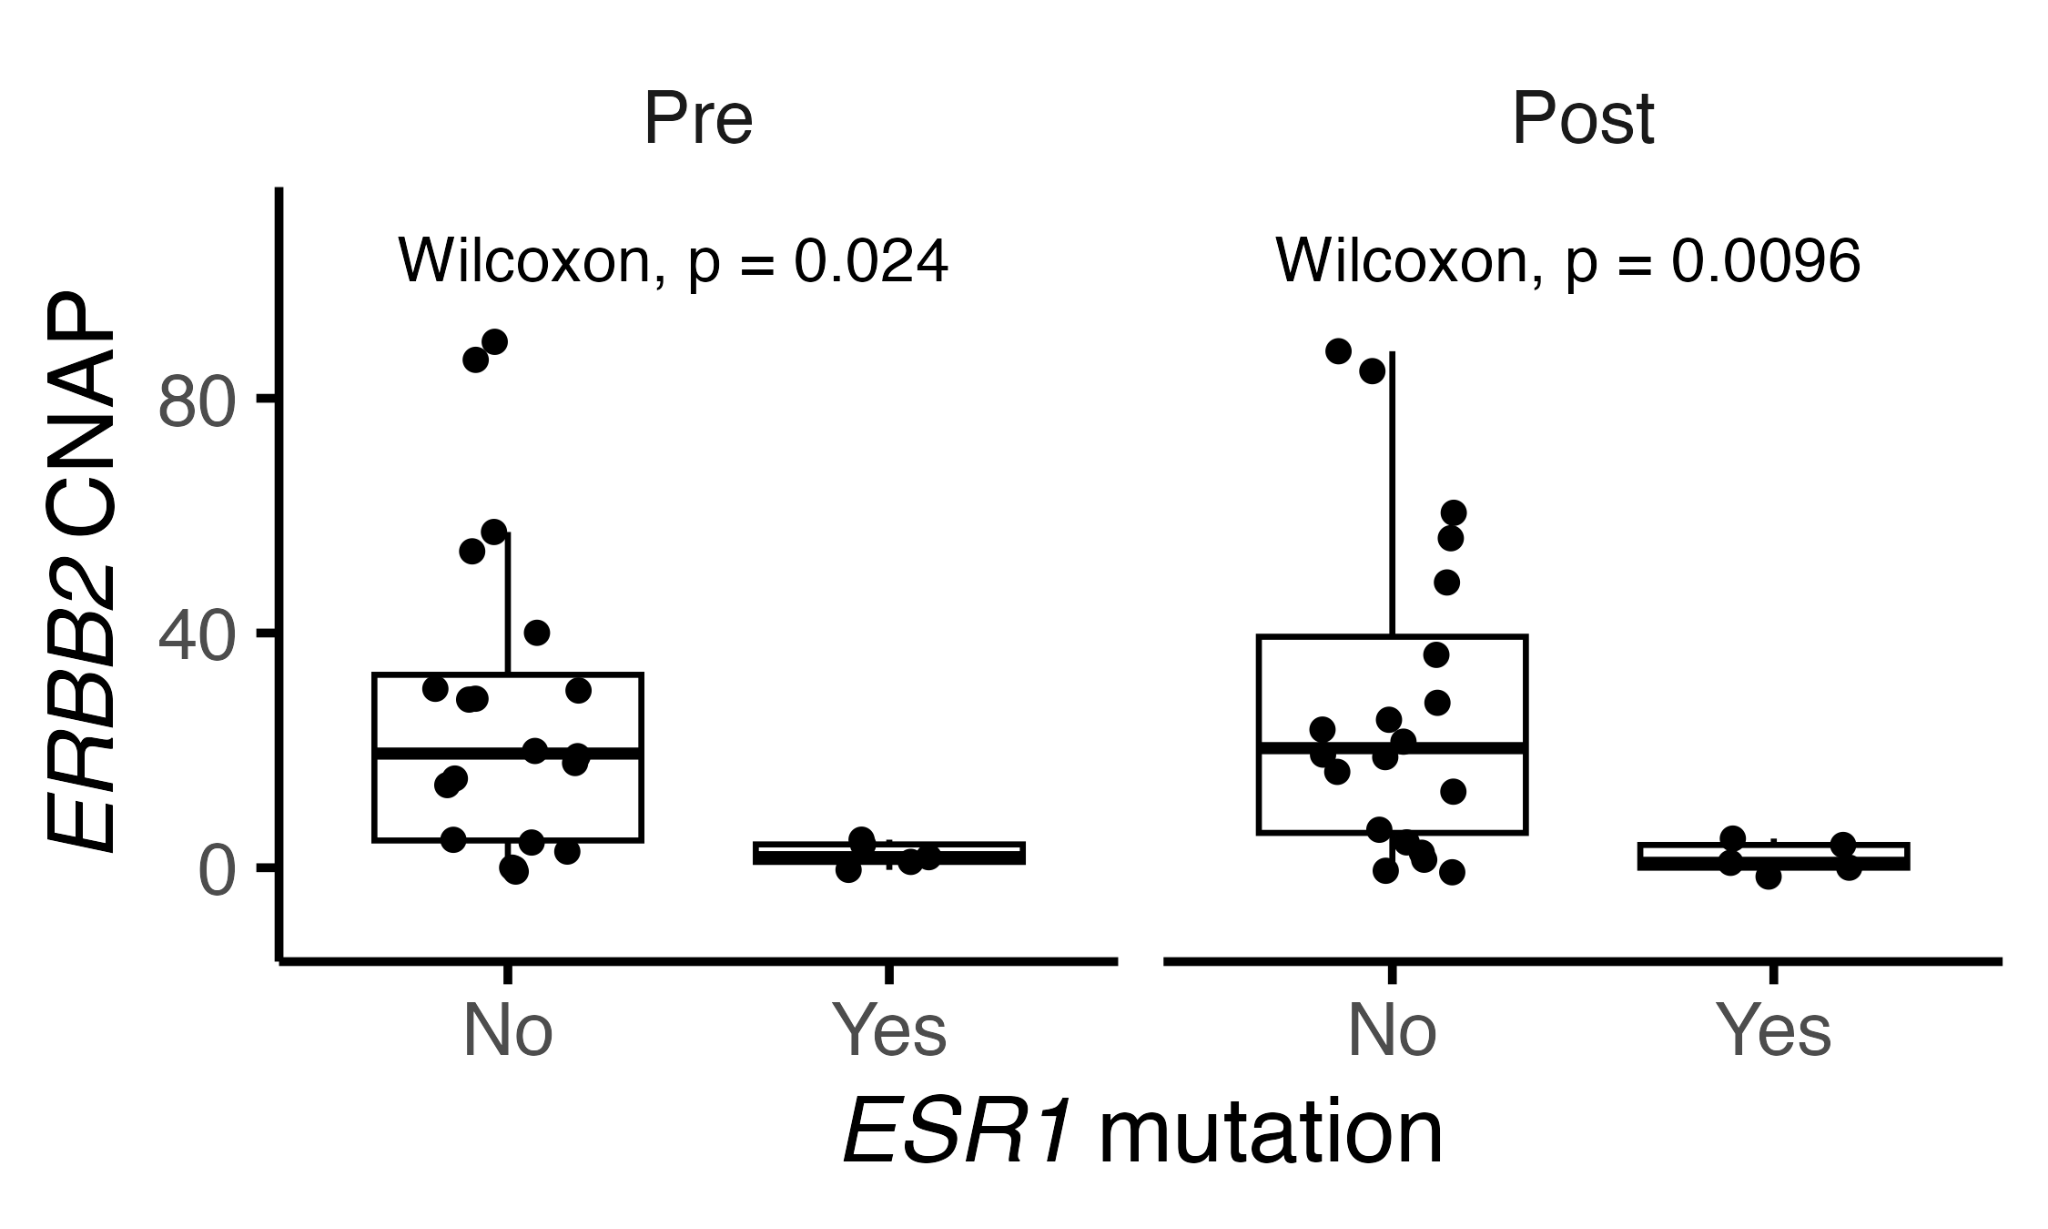 Pre
Post
Wilcoxon, p = 0.024
Wilcoxon, p = 0.0096
ERBB2 CNAP
80
40
0
No
Yes
No
Yes
ESR1 mutation